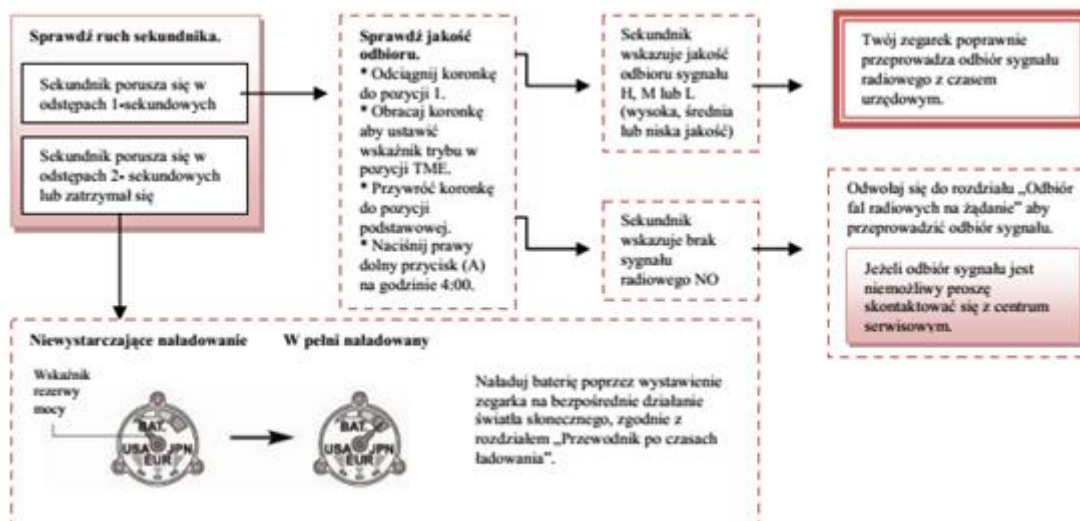 Sprawdź ruch sekundnika.
Sekundnik porusza się w
odstępach 1-sekundowych
Sekundnik porusza się w
odstępach 2- sekundowych
lub zatrzymał się
Sprawdź jakość
odbioru.
* Odciągnij koronkę
do pozycji 1.
* Obracaj koronkę
aby ustawić
wskaźnik trybu w
pozycji TME.
* Przywróć koronkę
do pozycji
podstawowej.
* Naciśnij prawy
dolny przycisk (A)
na godzinie 4:00.
Sekundnik
wskazuje jakość
odbioru sygnału
H, M lub L
(wysoka, średnia
lub niska jakość)
Twój zegarek poprawnie
przeprowadza odbiór sygnału
radiowego z czasem
urzędowym.
Sekundnik
wskazuje brak
sygnału
radiowego NO
Odwołaj się do rozdziału „Odbiór
fal radiowych na żądanie” aby
przeprowadzić odbiór sygnału.
Jeżeli odbiór sygnału jest
niemożliwy proszę
skontaktować się z centrum
serwisowym.
Niewystarczające naładowanie
W pełni naładowany
Wskaźnik
rezerwy
mocy
BAT.
USA JPN
EUR
BAT.
USA JPN
EUR
Naładuj baterię poprzez wystawienie
zegarka na bezpośrednie działanie
światła słonecznego, zgodnie z
rozdziałem „Przewodnik po czasach
ładowania”.